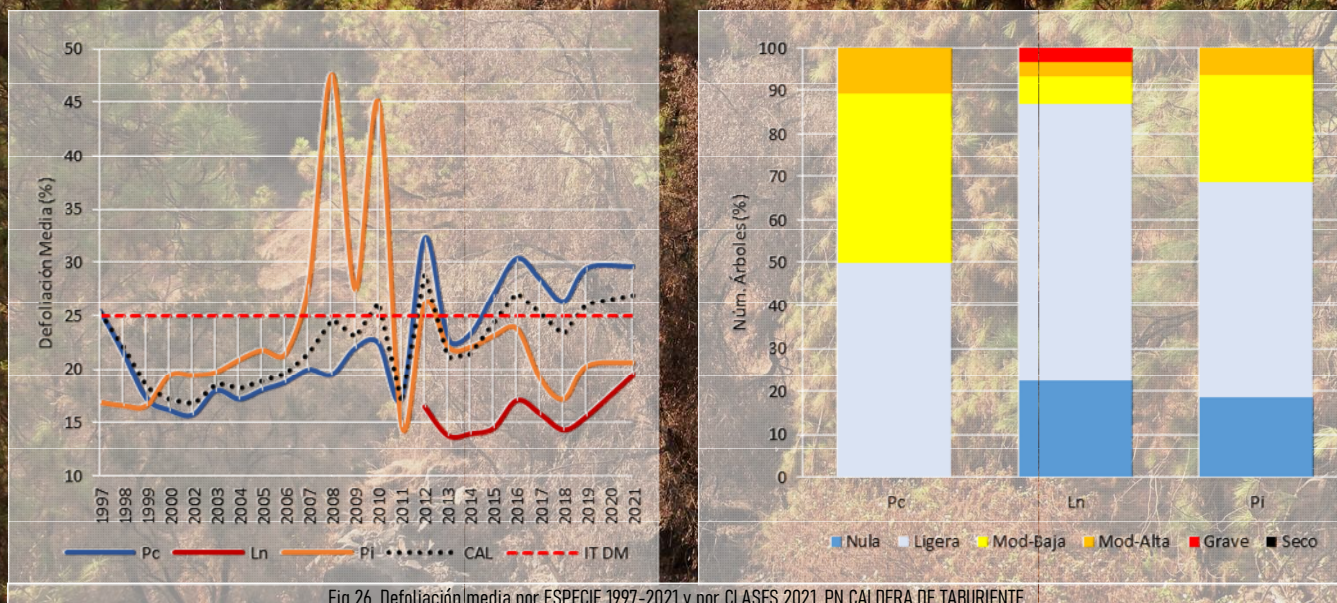 50
45
40
35
30
25
20
15
10
Defoliación Media (%)
1997 1998 1999 2000 2002 2003 2004 2005 2006 2007 2008 2009 2010 2011 2012 2013 2014 2015 2016 2017 2018 2019 2020 2021
Pc Ln Pi CAL IT DM
100
90
80
70
60
50
40
30
20
10
0
Núm. Árboles (%)
Pc Ln Pi
Nula Ligera Mod-Baja Mod-Alta Grave Seco
Fig 26. Defoliación media por ESPECIE 1997-2021 y por CLASES 2021. PN CALDERA DE TABURIENTE